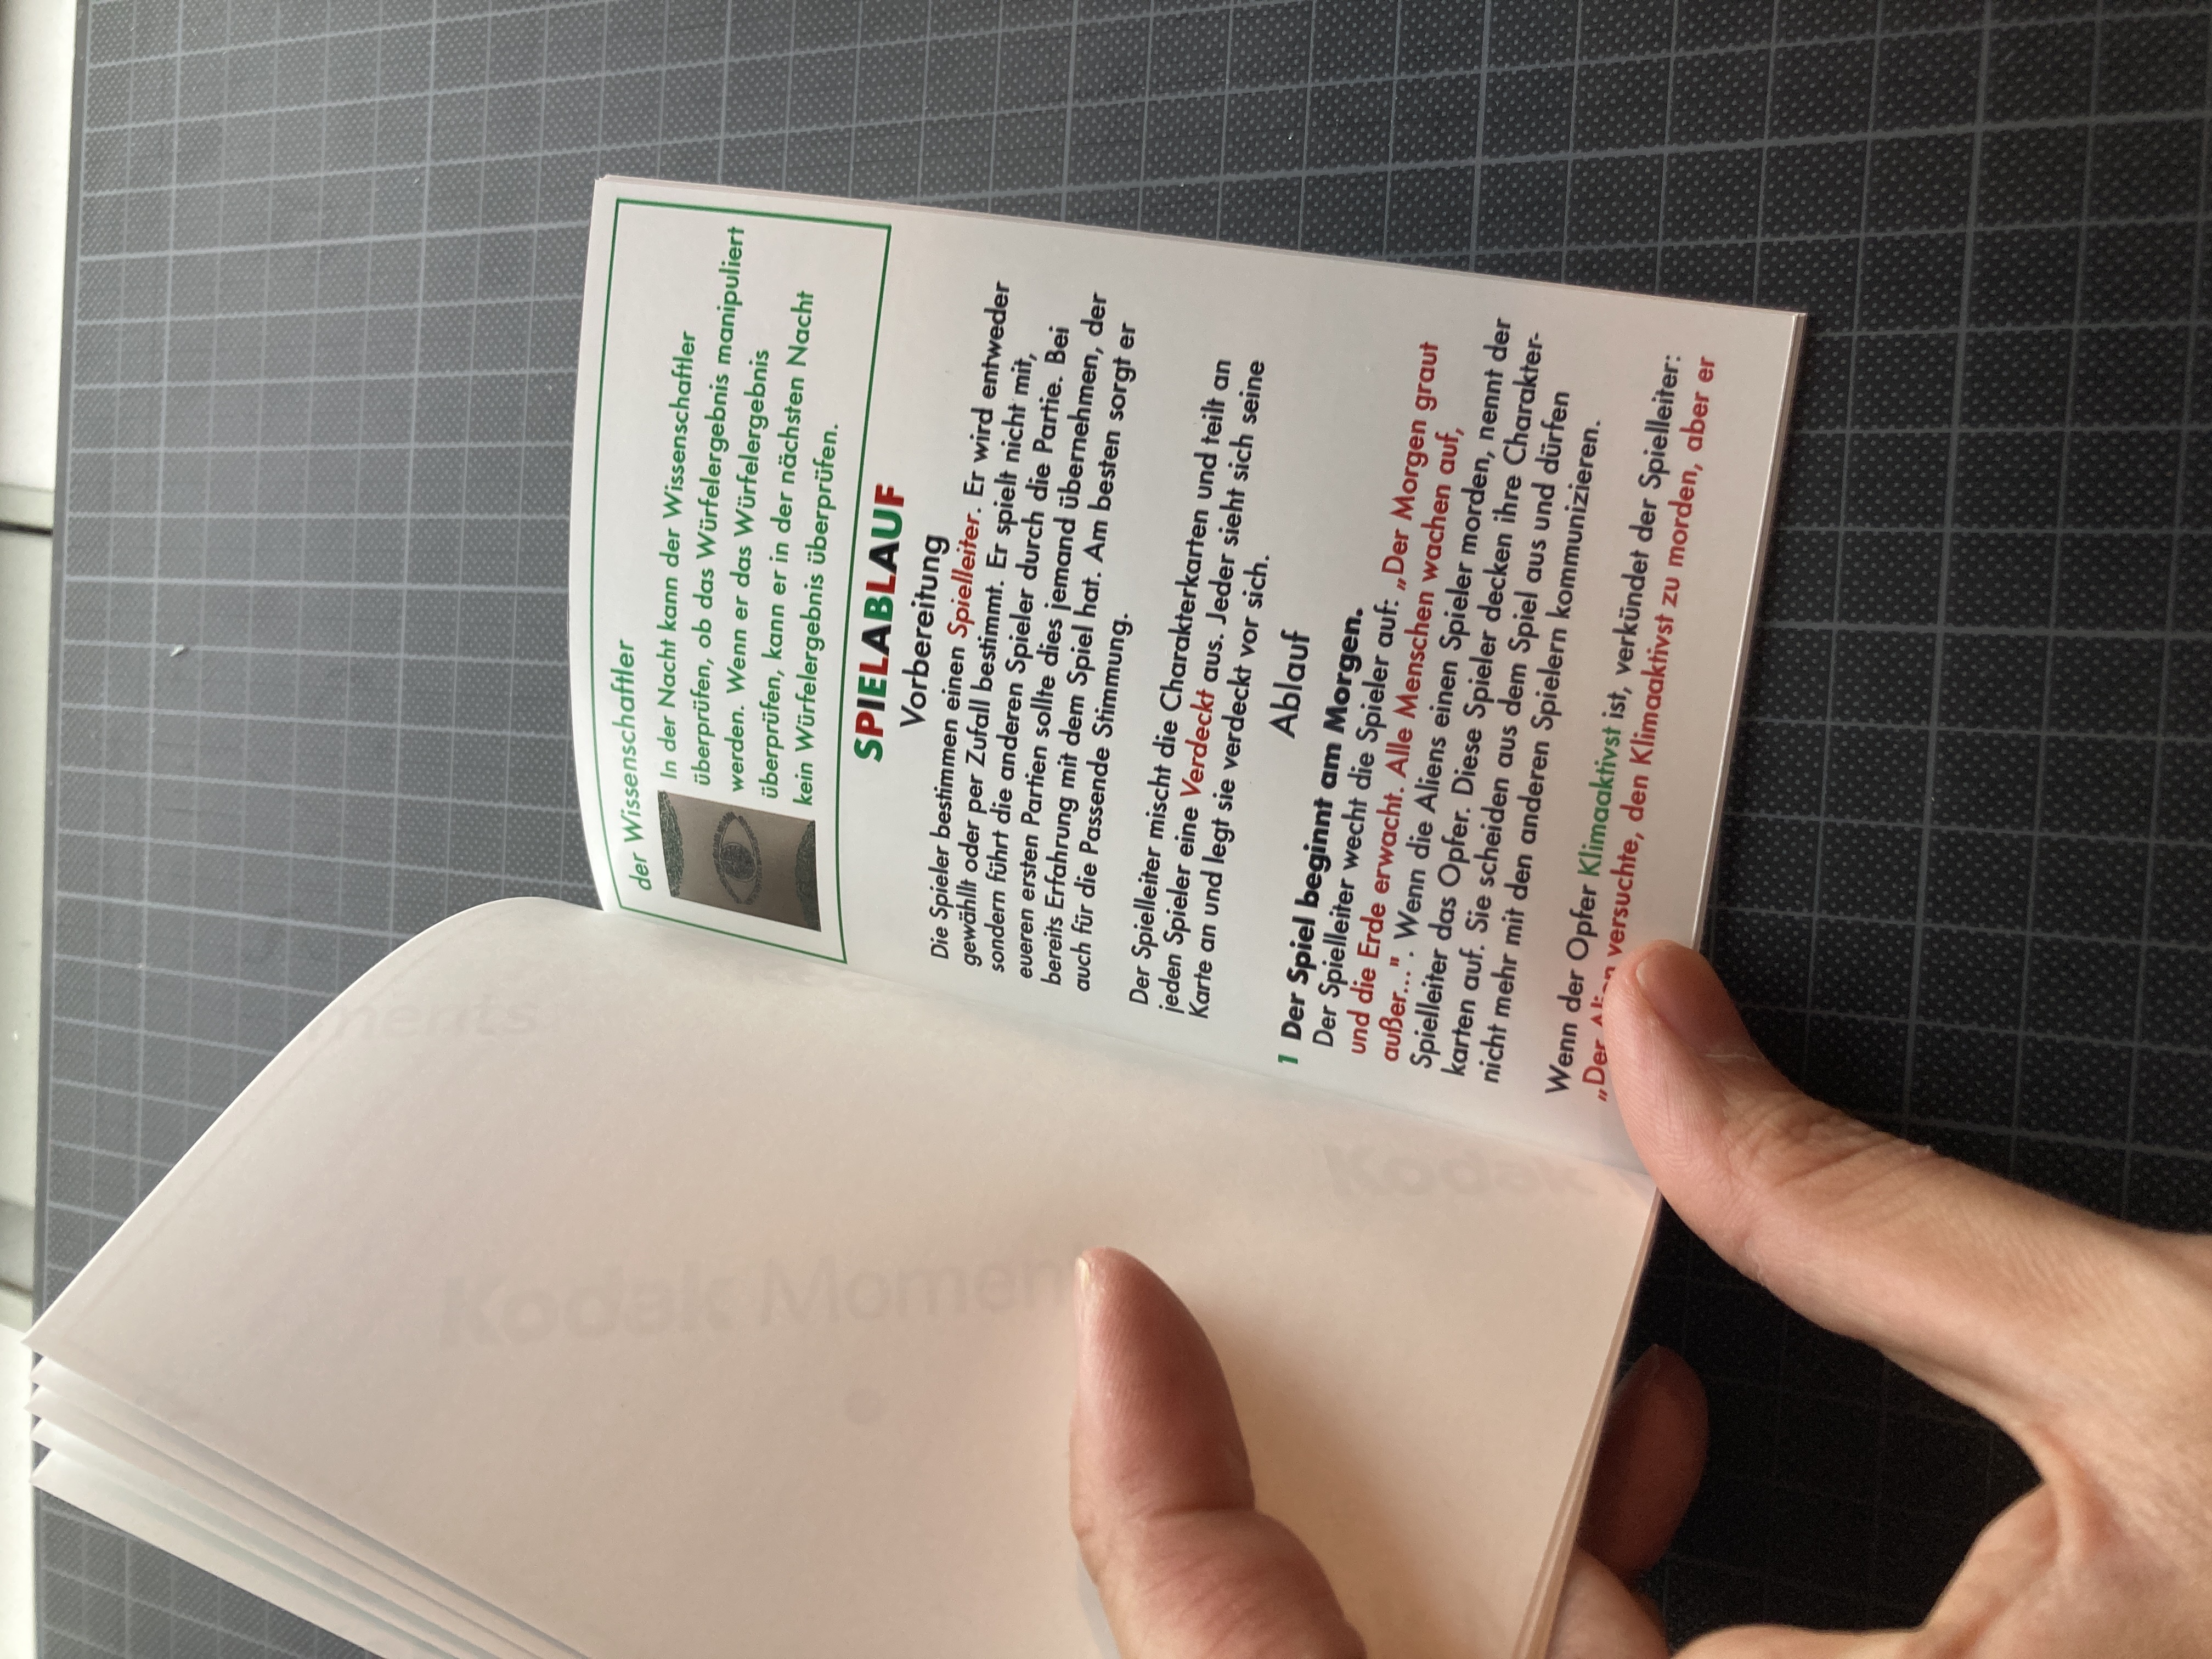 der Wissenschaftler
In der Nacht kann der Wissenschaftler
überprüfen, ob das Würfelergebnis manipuliert
werden. Wenn er das Würfelergebnis
überprüfen, kann er in der nächsten Nacht
kein Würfelergebnis überprüfen.
SPIELABLAUF
Vorbereitung
Die Spieler bestimmen einen Spielleiter. Er wird entweder
gewähllt oder per Zufall bestimmt. Er spielt nicht mit,
sondern führt die anderen Spieler durch die Partie. Bei
eueren ersten Partien sollte dies jemand übernehmen, der
bereits Erfahrung mit dem Spiel hat. Am besten sorgt er
auch für die Passende Stimmung.
Der Spielleiter mischt die Charakterkarten und teilt an
jeden Spieler eine Verdeckt aus. Jeder sieht sich seine
Karte an und legt sie verdeckt vor sich.
Ablauf
1 Der Spiel beginnt am Morgen.
Der Spielleiter wecht die Spieler auf: „Der Morgen graut
und die Erde erwacht. Alle Menschen wachen auf,
außer...". Wenn die Aliens einen Spieler morden, nennt der
Spielleiter das Opfer. Diese Spieler decken ihre Charakter-
karten auf. Sie scheiden aus dem Spiel aus und dürfen
nicht mehr mit den anderen Spielern kommunizieren.
Wenn der Opfer Klimaaktivst ist, verkündet der Spielleiter:
„Der Alien versuchte, den Klimaaktivst zu morden, aber er